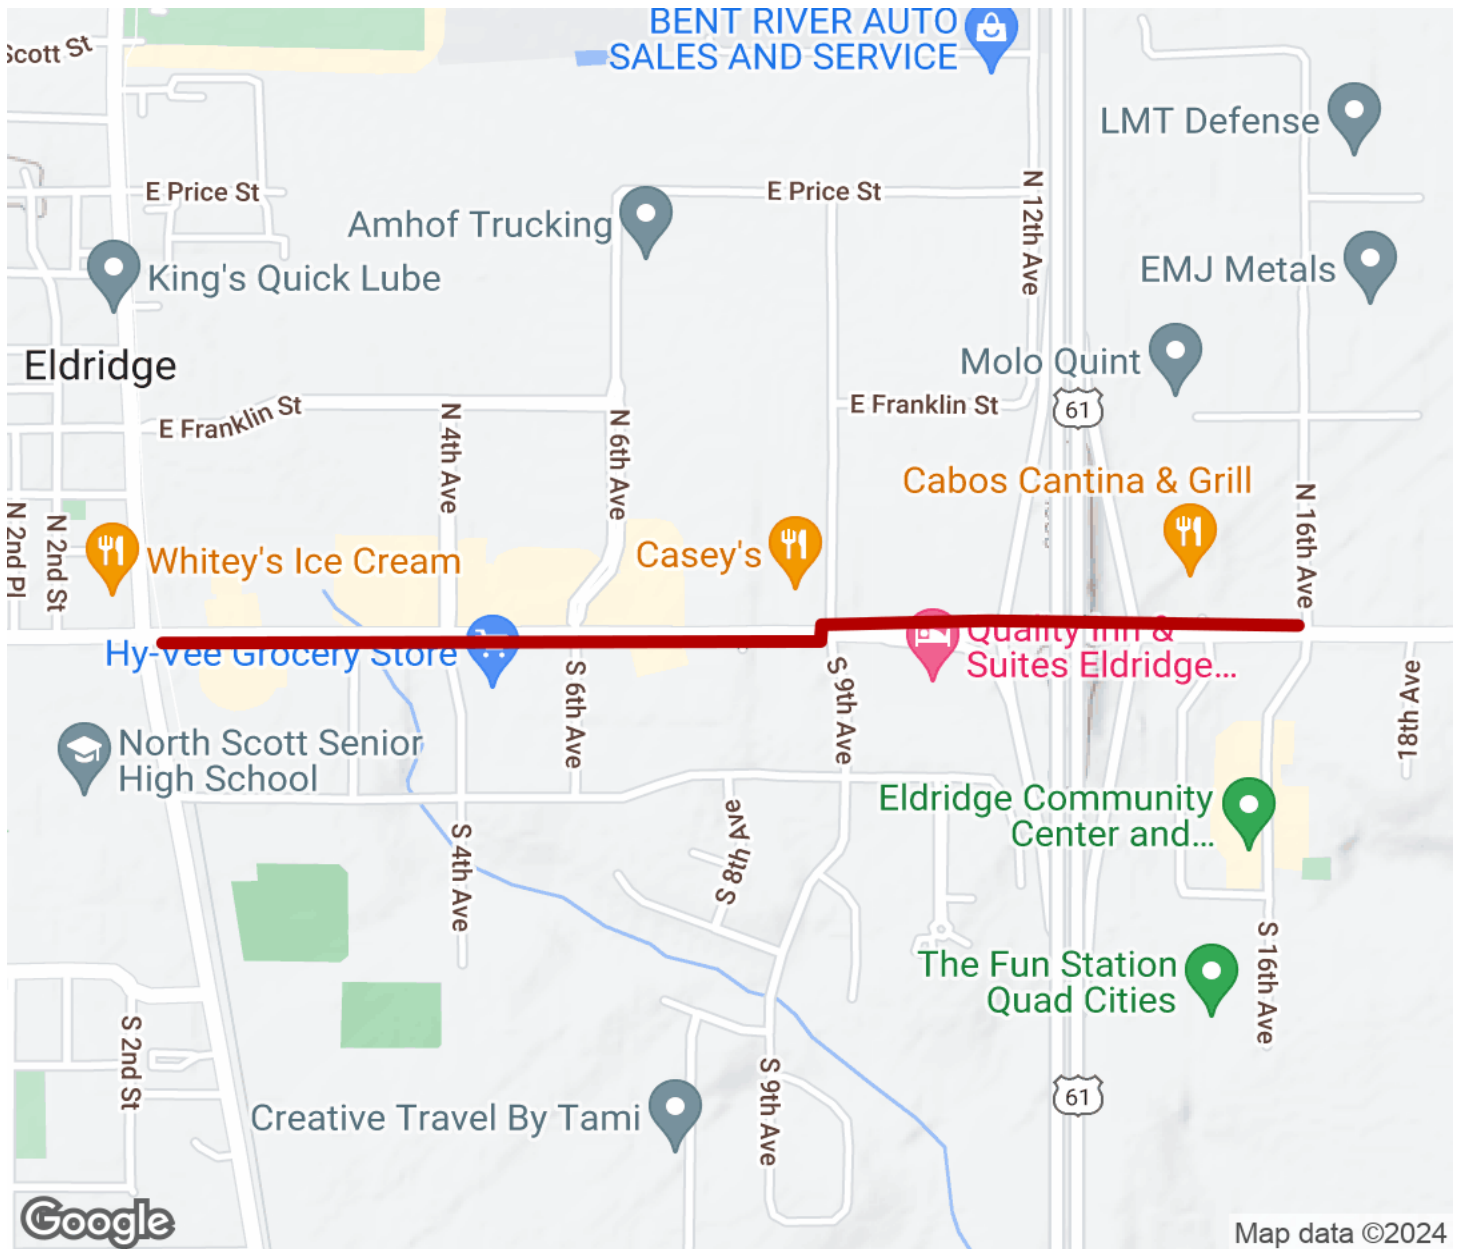 BENT RIVER AUTO
SALES AND SERVICE
Scott St
LMT Defense
E Price St
E Price St
N 12th Ave
Amhof Trucking
King's Quick Lube
EMJ Metals
Eldridge
Molo Quint
61
E Franklin St
E Franklin St
N 4th Ave
N 6th Ave
Cabos Cantina & Grill
N 2nd Pl
N 2nd St
N 16th Ave
Whitey's Ice Cream
Casey's
Hy-Vee Grocery Store
Quality Inn &
Suites Eldridge...
S 6th Ave
S 9th Ave
18th Ave
North Scott Senior
High School
Eldridge Community
Center and...
S 4th Ave
S 8th Ave
The Fun Station
Quad Cities
S 16th Ave
S 2nd St
S 9th Ave
61
Creative Travel By Tami
Google
Map data ©2024